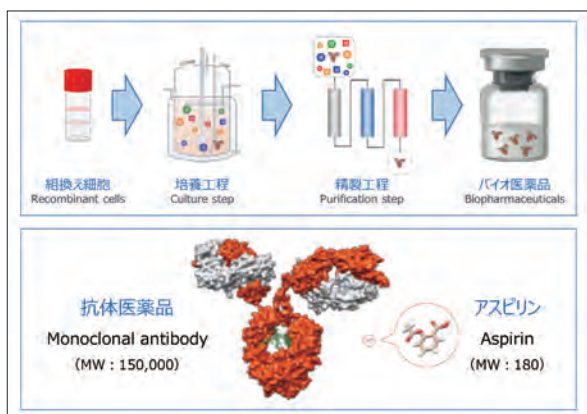 組換え細胞
Recombinant cells
培養工程
Culture step
精製工程
Purification step
バイオ医薬品
Biopharmaceuticals
抗体医薬品
Monoclonal antibody
（MW：150,000）
アスピリン
Aspirin
（MW：180）